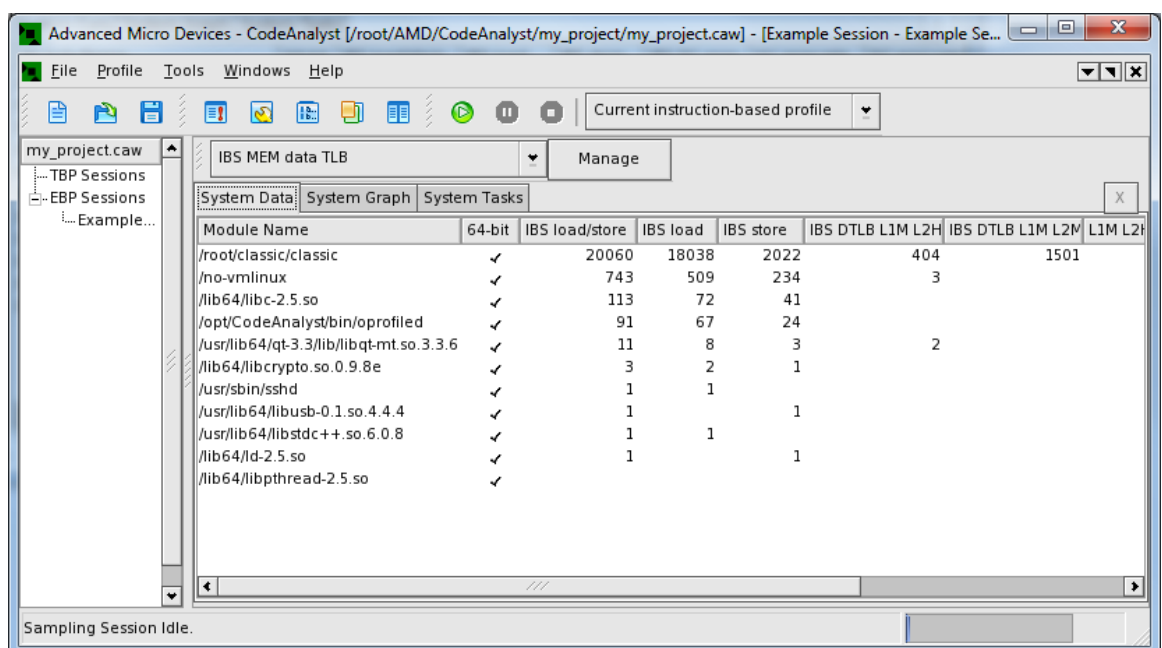 Advanced Micro Devices - CodeAnalyst [/root/AMD/CodeAnalyst/my_project/my_project.caw] - [Example Session - Example Se...
File Profile Tools Windows Help
Current instruction-based profile
my_project.caw
TBP Sessions
EBP Sessions
Example...
IBS MEM data TLB Manage
System Data System Graph System Tasks X
Module Name 64-bit IBS load/store IBS load IBS store IBS DTLB L1M L2H IBS DTLB L1M L2M L1M L2H
/root/classic/classic ✓ 20060 18038 2022 404 1501
/no-vmlinux ✓ 743 509 234 3
/lib64/libc-2.5.so ✓ 113 72 41
/opt/CodeAnalyst/bin/oprofiled ✓ 91 67 24
/usr/lib64/qt-3.3/lib/libqt-mt.so.3.3.6 ✓ 11 8 3 2
/lib64/libcrypto.so.0.9.8e ✓ 3 2 1
/usr/sbin/sshd ✓ 1 1
/usr/lib64/libusb-0.1.so.4.4.4 ✓ 1 1
/usr/lib64/libstdc++.so.6.0.8 ✓ 1 1
/lib64/ld-2.5.so ✓ 1 1
/lib64/libpthread-2.5.so ✓
Sampling Session Idle.